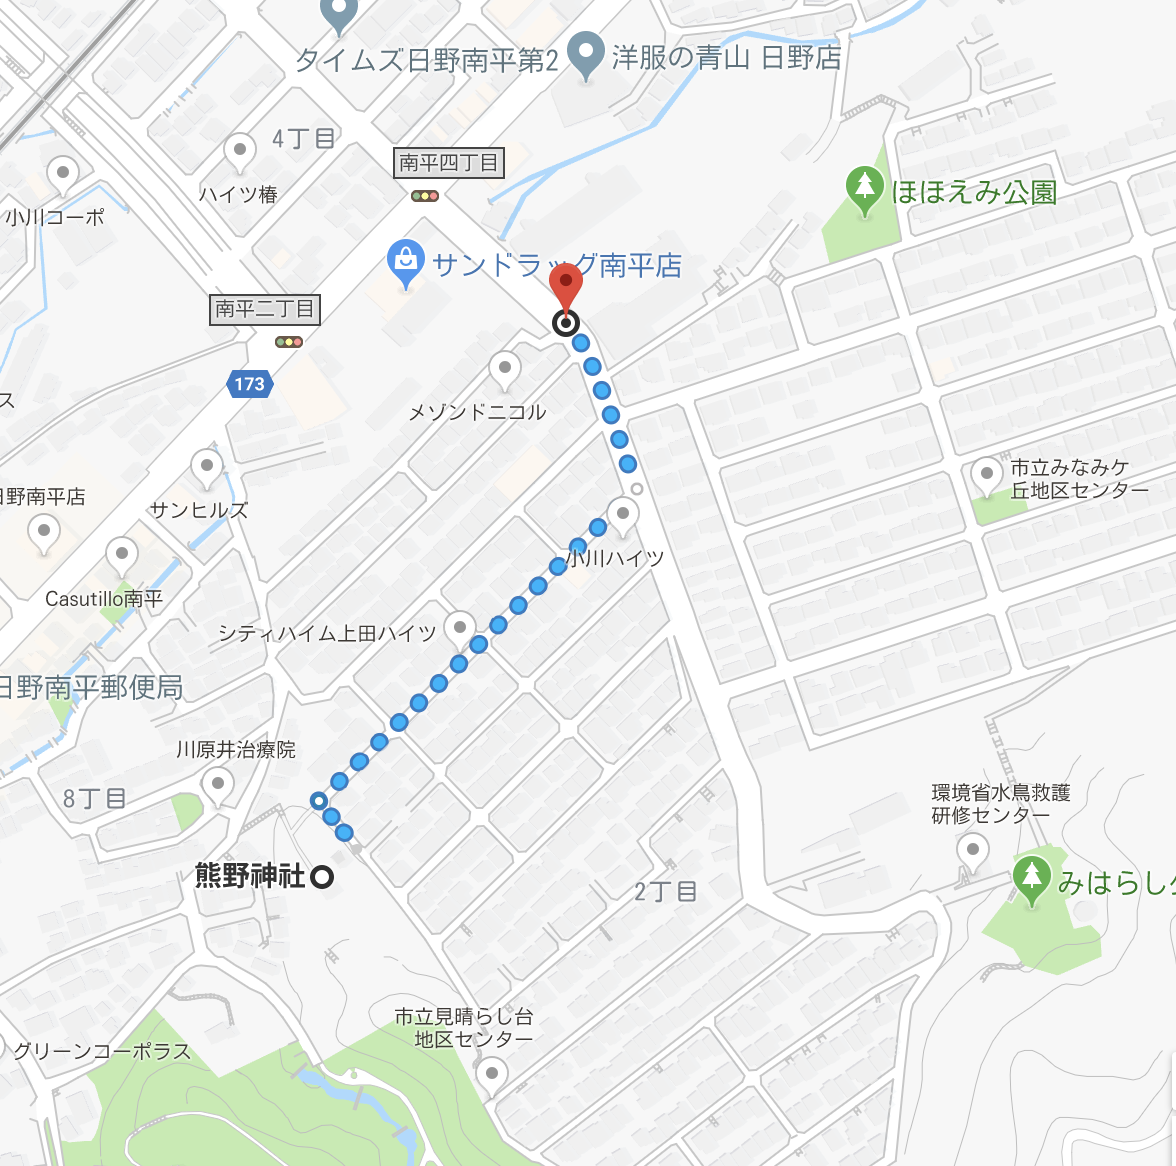 タイムズ日野南平第2
洋服の青山 日野店
4丁目
南平四丁目
ハイツ椿
小川コーポ
ほほえみ公園
サンドラッグ南平店
南平二丁目
173
ス
メゾンドニコル
市立みなみケ
丘地区センター
日野南平店
サンヒルズ
小川ハイツ
Casutillo南平
シティハイム上田ハイツ
日野南平郵便局
川原井治療院
8丁目
環境省水鳥救護
研修センター
熊野神社
みはらし公
2丁目
市立見晴らし台
地区センター
グリーンコーポラス